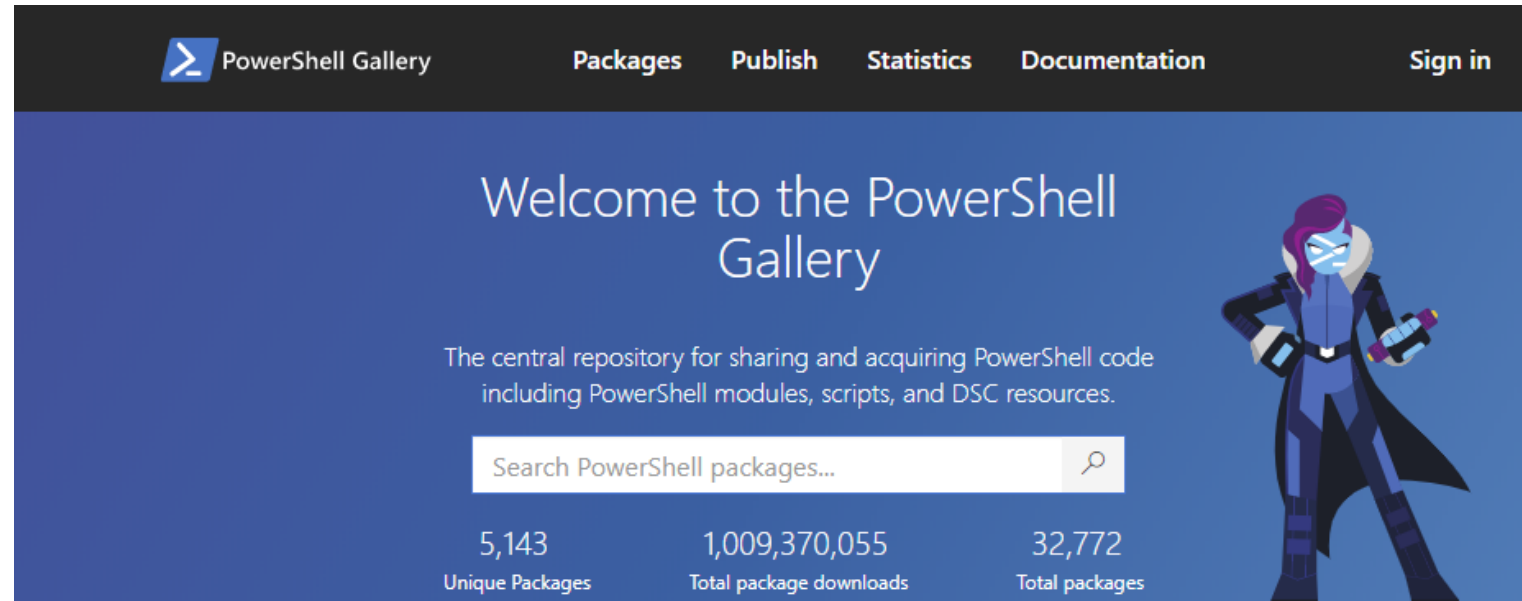 PowerShell Gallery Packages Publish Statistics Documentation Sign in
Welcome to the PowerShell
Gallery
The central repository for sharing and acquiring PowerShell code
including PowerShell modules, scripts, and DSC resources.
Search PowerShell packages...
5,143 1,009,370,055 32,772
Unique Packages Total package downloads Total packages